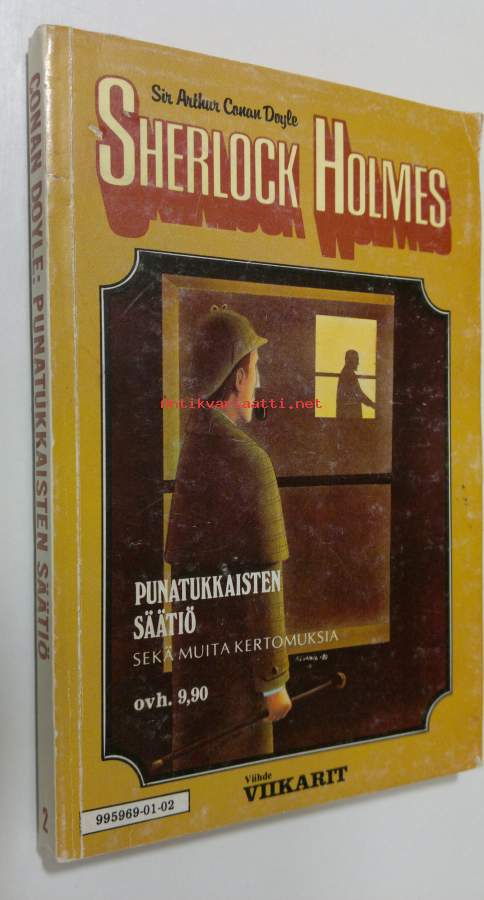 CONAN DOYLE: PUNATUKKAISTEN SÄÄTIÖ
2
Sir Arthur Conan Doyle
SHERLOCK HOLMES
antikvariaatti.net
PUNATUKKAISTEN
SÄÄTIÖ
SEKÄ MUITA KERTOMUKSIA
ovh. 9,90
Viihde
VIIKARIT
995969-01-02